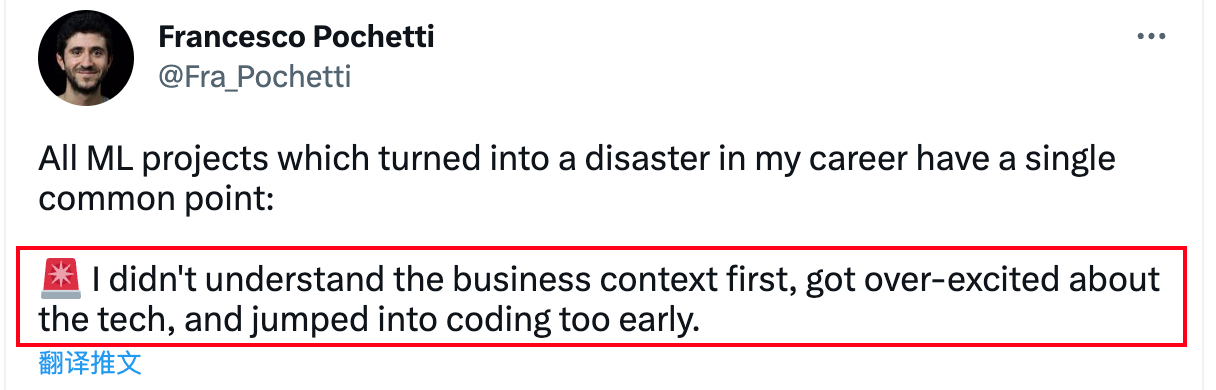 Francesco Pochetti
@Fra_Pochetti
All ML projects which turned into a disaster in my career have a single
common point:
🚨 I didn't understand the business context first, got over-excited about
the tech, and jumped into coding too early.
翻译推文